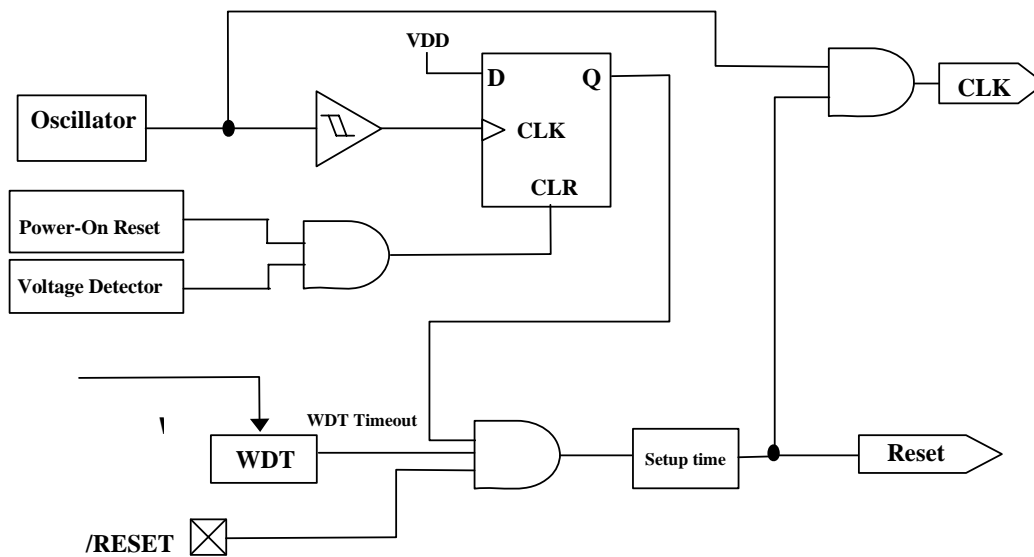 VDD
D Q
CLK
Oscillator
CLK
CLR
Power-On Reset
Voltage Detector
WDT Timeout
WDT
Setup time
Reset
/RESET